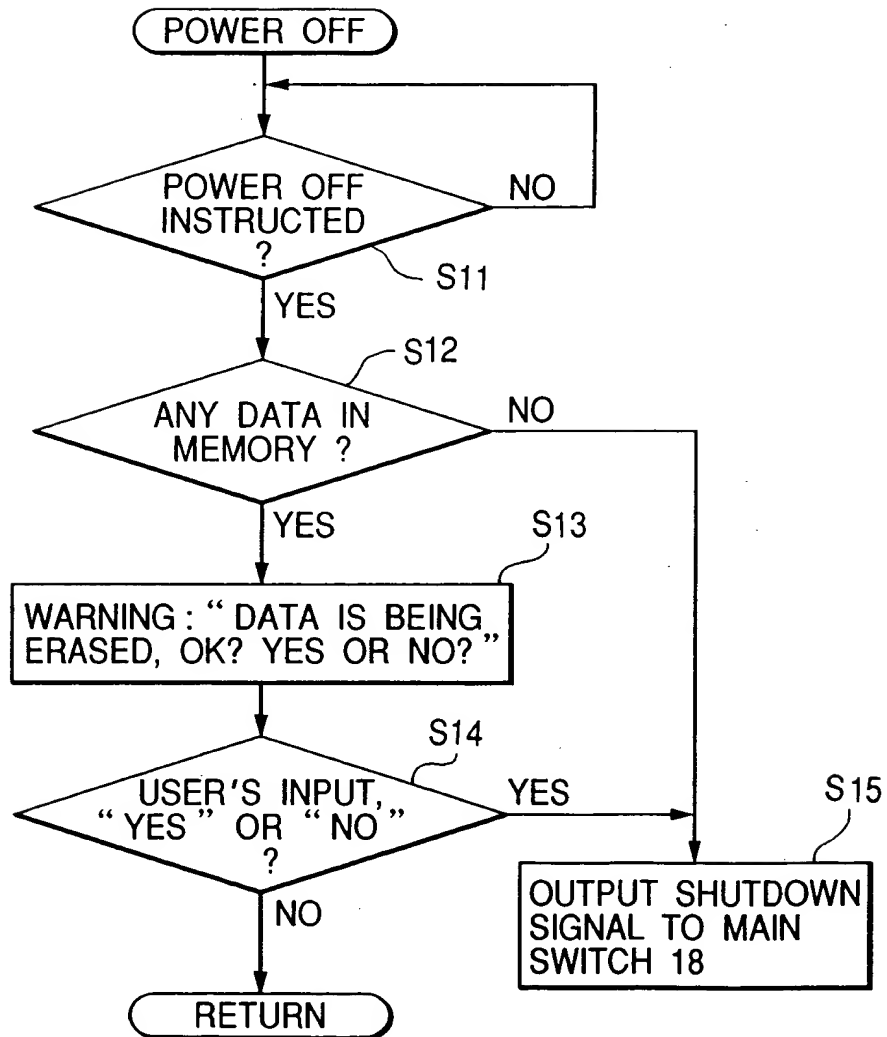 POWER OFF
POWER OFF
INSTRUCTED
?
NO
S11
YES
S12
ANY DATA IN
MEMORY ?
NO
YES
S13
WARNING : “ DATA IS BEING
ERASED, OK? YES OR NO? ”
S14
USER'S INPUT,
“ YES ” OR “ NO ”
?
YES
NO
S15
OUTPUT SHUTDOWN
SIGNAL TO MAIN
SWITCH 18
RETURN